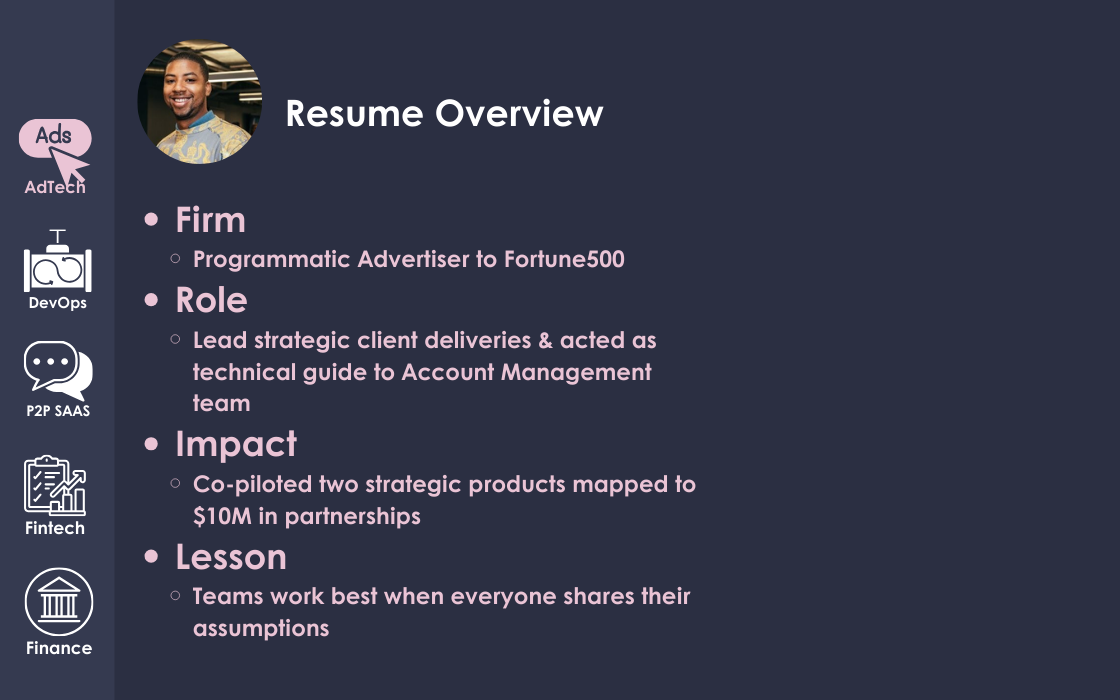 Resume Overview
Ads
AdTech
DevOps
P2P SAAS
Fintech
Finance
Firm
Programmatic Advertiser to Fortune500
Role
Lead strategic client deliveries & acted as
technical guide to Account Management
team
Impact
Co-piloted two strategic products mapped to
$10M in partnerships
Lesson
Teams work best when everyone shares their
assumptions